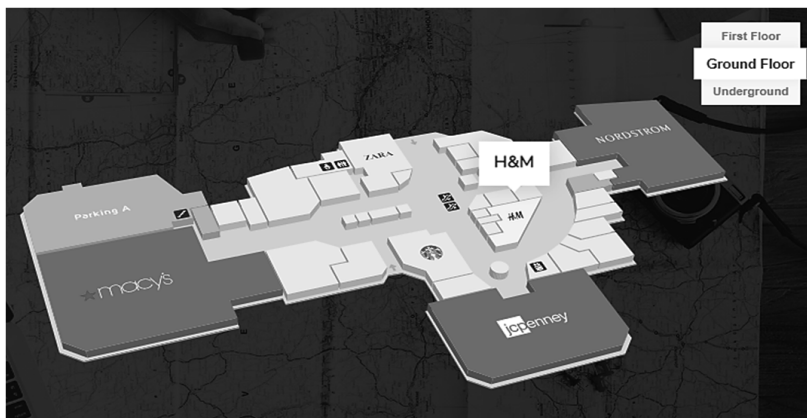 First Floor
Ground Floor
Underground
NORDSTROM
ZARA
H&M
H&M
Parking A
macy's
jcpenney